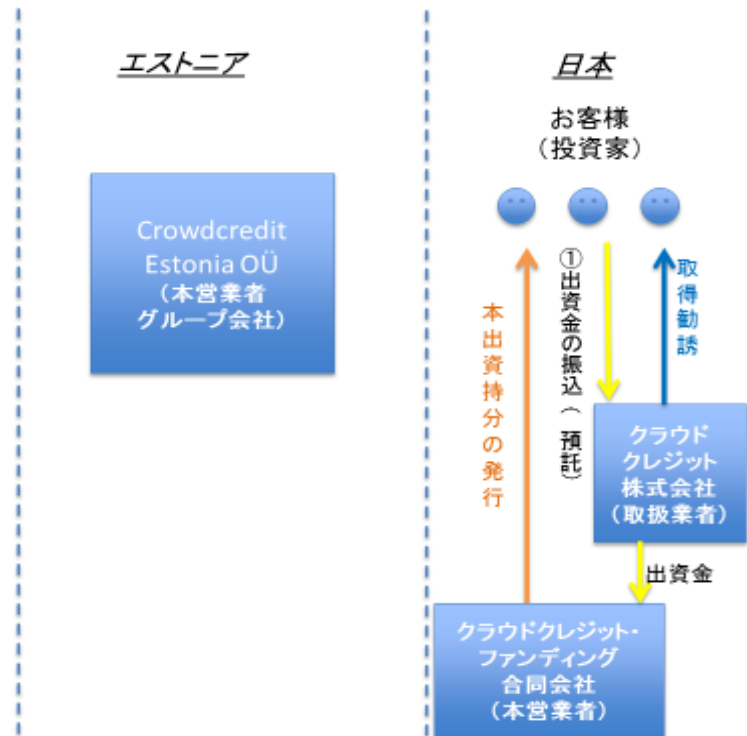 エストニア
Crowdcredit
Estonia OÜ
(本営業者
グループ会社)
日本
お客様
(投資家)
本出資持分の発行
①出資金の振込(預託)
取得勧誘
クラウド
クレジット
株式会社
(取扱業者)
出資金
クラウドクレジット・
ファンディング
合同会社
(本営業者)